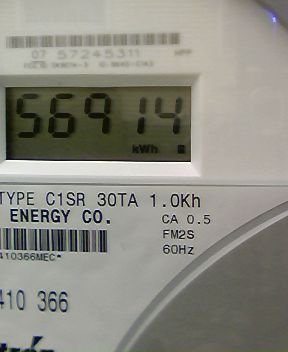 07 57245311
56914
kWh
TYPE C1SR 30TA 1.0Kh
ENERGY CO.
CA 0.5
FM2S
60Hz
410366MEC*
410 366